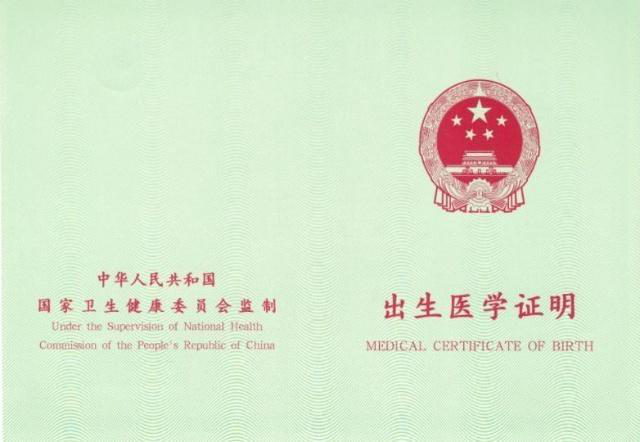 中华人民共和国
国家卫生健康委员会监制
Under the Supervision of National Health
Commission of the People's Republic of China
出生医学证明
MEDICAL CERTIFICATE OF BIRTH